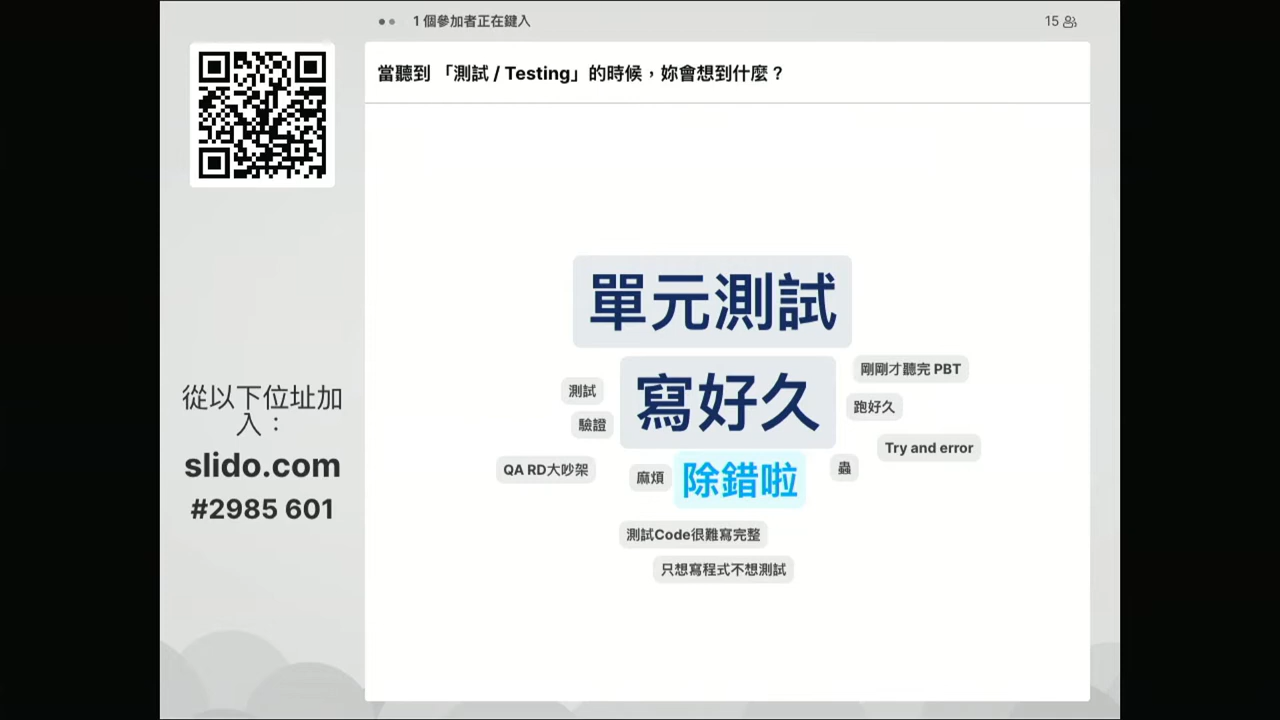 1 個參加者正在鍵入
15
當聽到 「測試 / Testing」的時候，妳會想到什麼？
單元測試
剛剛才聽完 PBT
測試
寫好久
跑好久
驗證
Try and error
QA RD大吵架
麻煩
除錯啦
蟲
測試Code很難寫完整
只想寫程式不想測試
從以下位址加
入：
slido.com
#2985 601